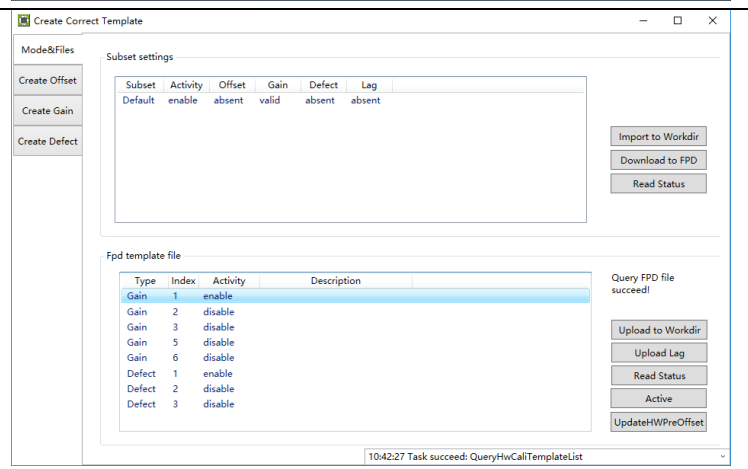 Create Correct Template
Mode&Files
Create Offset
Create Gain
Create Defect
Subset settings
Subset Activity Offset Gain Defect Lag
Default enable absent valid absent absent
Import to Workdir
Download to FPD
Read Status
Fpd template file
Type Index Activity Description
Gain 1 enable
Gain 2 disable
Gain 3 disable
Gain 5 disable
Gain 6 disable
Defect 1 enable
Defect 2 disable
Defect 3 disable
Query FPD file
succeed!
Upload to Workdir
Upload Lag
Read Status
Active
UpdateHWPreOffset
10:42:27 Task succeed: QueryHwCaliTemplateList